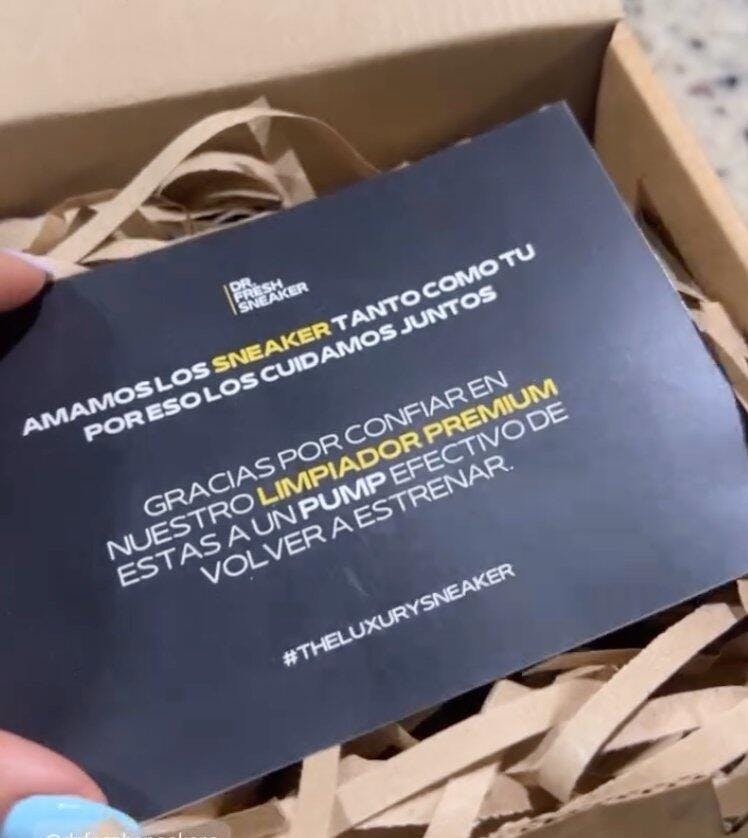 DR.
FRESH
SNEAKER
AMAMOS LOS SNEAKER TANTO COMO TU
POR ESO LOS CUIDAMOS JUNTOS
GRACIAS POR CONFIAR EN
NUESTRO LIMPIADOR PREMIUM
ESTAS A UN PUMP EFECTIVO DE
VOLVER A ESTRENAR.
#THELUXURYSNEAKER